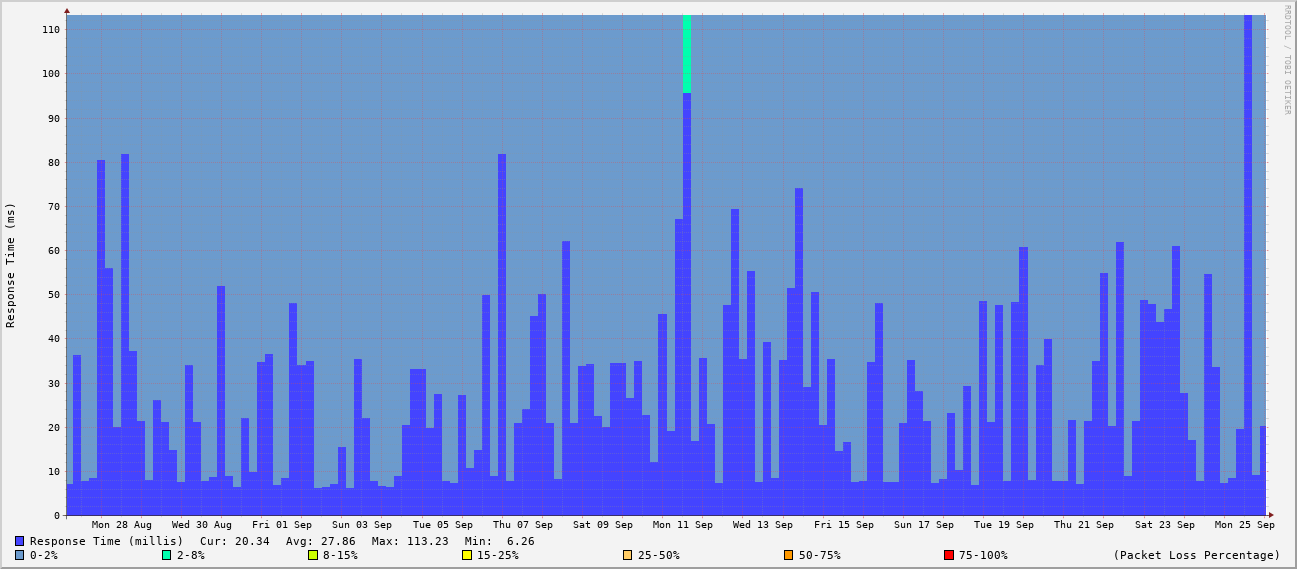 RRDTOOL / TOBI OETIKER
Response Time (ms)
110
100
90
80
70
60
50
40
30
20
10
0
Mon 28 Aug Wed 30 Aug Fri 01 Sep Sun 03 Sep Tue 05 Sep Thu 07 Sep Sat 09 Sep Mon 11 Sep Wed 13 Sep Fri 15 Sep Sun 17 Sep Tue 19 Sep Thu 21 Sep Sat 23 Sep Mon 25 Sep
Response Time (millis) Cur: 20.34 Avg: 27.86 Max: 113.23 Min: 6.26
0-2% 2-8% 8-15% 15-25% 25-50% 50-75% 75-100% (Packet Loss Percentage)